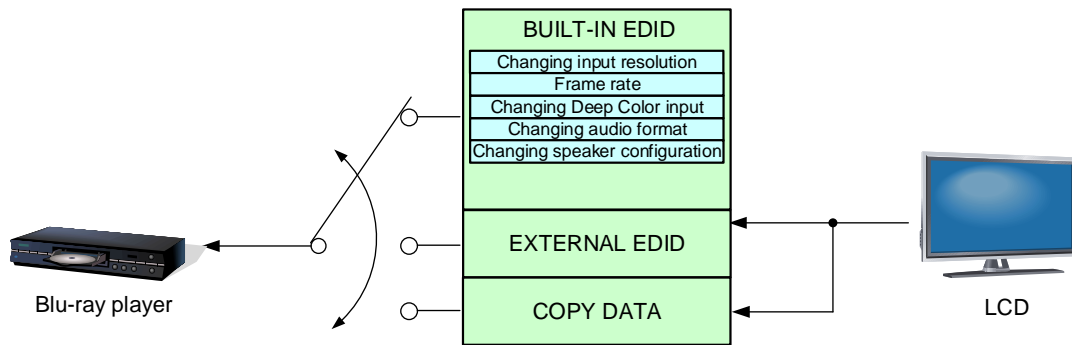 BUILT-IN EDID
Changing input resolution
Frame rate
Changing Deep Color input
Changing audio format
Changing speaker configuration
EXTERNAL EDID
COPY DATA
Blu-ray player
LCD